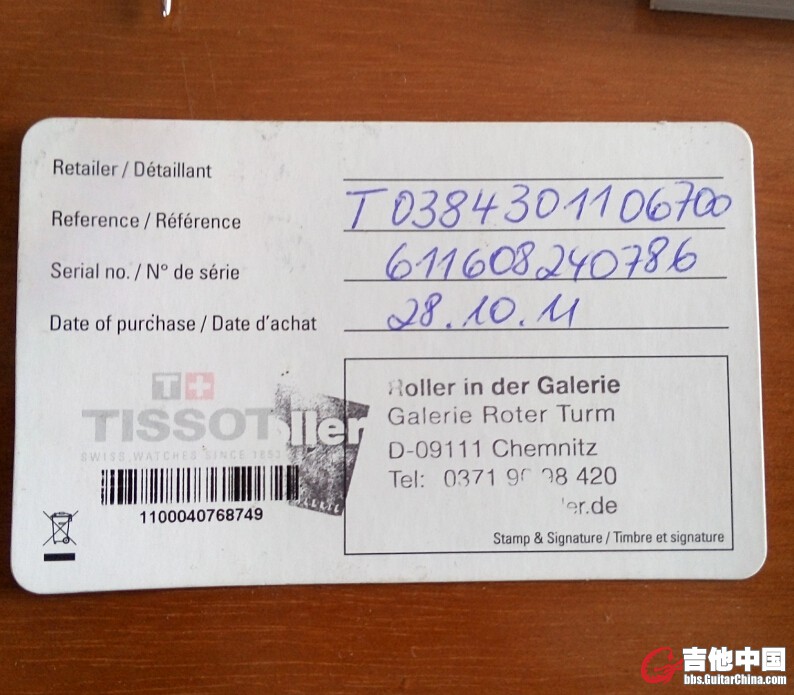 Retailer / Détaillant
Reference / Référence T0384301106700
Serial no. / N° de série 611608240786
Date of purchase / Date d'achat 28.10.11
T+
TISSOT
SWISS WATCHES SINCE 1853
1100040768749
Roller in der Galerie
Galerie Roter Turm
D-09111 Chemnitz
Tel: 0371 420
Stamp & Signature / Timbre et signature
吉他中国
bbs.GuitarChina.com